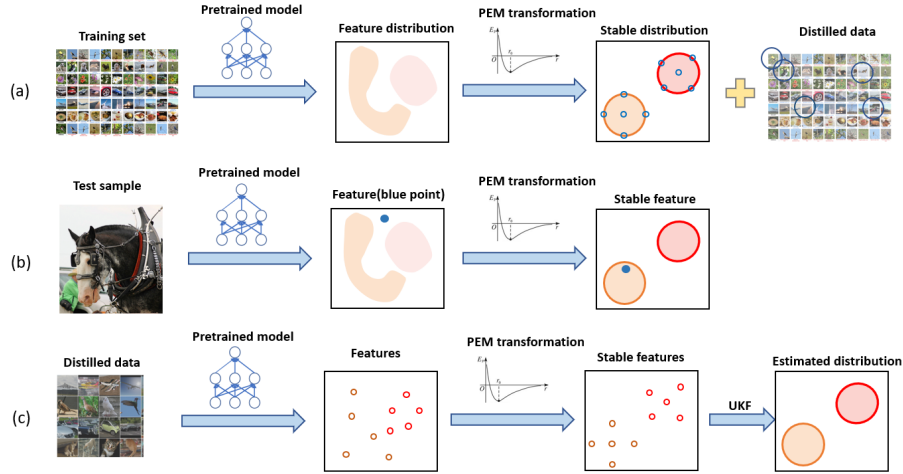 Pretrained model
Training set
Feature distribution
PEM transformation
Stable distribution
Distilled data
(a)
Test sample
Pretrained model
Feature(blue point)
PEM transformation
Stable feature
(b)
Distilled data
Pretrained model
Features
PEM transformation
Stable features
Estimated distribution
(c)
UKF